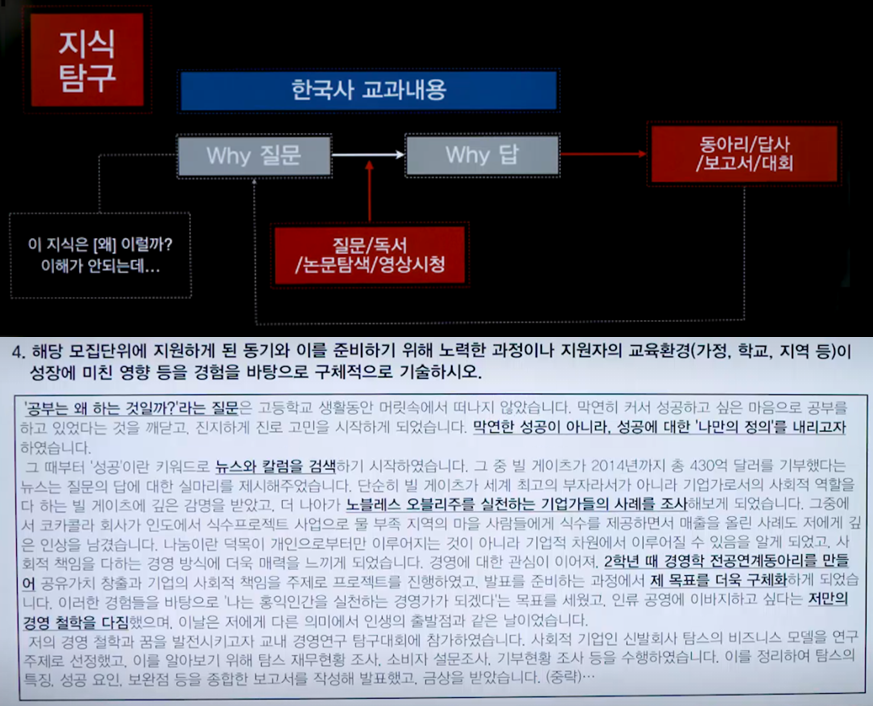 지식
탐구
한국사 교과내용
Why 질문
Why 답
동아리/답사
/보고서/대회
이 지식은 [왜] 이럴까?
이해가 안되는데...
질문/독서
/논문탐색/영상시청
4. 해당 모집단위에 지원하게 된 동기와 이를 준비하기 위해 노력한 과정이나 지원자의 교육환경(가정, 학교, 지역 등)이
성장에 미친 영향 등을 경험을 바탕으로 구체적으로 기술하시오.
'공부는 왜 하는 것일까?'라는 질문은 고등학교 생활동안 머릿속에서 떠나지 않았습니다. 막연히 커서 성공하고 싶은 마음으로 공부를
하고 있었다는 것을 깨닫고, 진지하게 진로 고민을 시작하게 되었습니다. 막연한 성공이 아니라, 성공에 대한 '나만의 정의'를 내리고자
하였습니다.
그 때부터 '성공'이란 키워드로 뉴스와 칼럼을 검색하기 시작하였습니다. 그 중 빌 게이츠가 2014년까지 총 430억 달러를 기부했다는
뉴스는 질문의 답에 대한 실마리를 제시해주었습니다. 단순히 빌 게이츠가 세계 최고의 부자라서가 아니라 기업가로서의 사회적 역할을
다 하는 빌 게이츠에 깊은 감명을 받았고, 더 나아가 노블레스 오블리주를 실천하는 기업가들의 사례를 조사해보게 되었습니다. 그중에
서 코카콜라 회사가 인도에서 식수프로젝트 사업으로 물 부족 지역의 마을 사람들에게 식수를 제공하면서 매출을 올린 사례도 저에게 깊
은 인상을 남겼습니다. 나눔이란 덕목이 개인으로부터만 이루어지는 것이 아니라 기업적 차원에서 이루어질 수 있음을 알게 되었고, 사
회적 책임을 다하는 경영 방식에 더욱 매력을 느끼게 되었습니다. 경영에 대한 관심이 이어져, 2학년 때 경영학 전공연계동아리를 만들
어 공유가치 창출과 기업의 사회적 책임을 주제로 프로젝트를 진행하였고, 발표를 준비하는 과정에서 제 목표를 더욱 구체화하게 되었습
니다. 이러한 경험들을 바탕으로 '나는 홍익인간을 실천하는 경영가가 되겠다'는 목표를 세웠고, 인류 공영에 이바지하고 싶다는 저만의
경영 철학을 다짐했으며, 이날은 저에게 다른 의미에서 인생의 출발점과 같은 날이었습니다.
저의 경영 철학과 꿈을 발전시키고자 교내 경영연구 탐구대회에 참가하였습니다. 사회적 기업인 신발회사 탐스의 비즈니스 모델을 연구
주제로 선정했고, 이를 알아보기 위해 탐스 재무현황 조사, 소비자 설문조사, 기부현황 조사 등을 수행하였습니다. 이를 정리하여 탐스의
특징, 성공 요인, 보완점 등을 종합한 보고서를 작성해 발표했고, 금상을 받았습니다. (중략)…